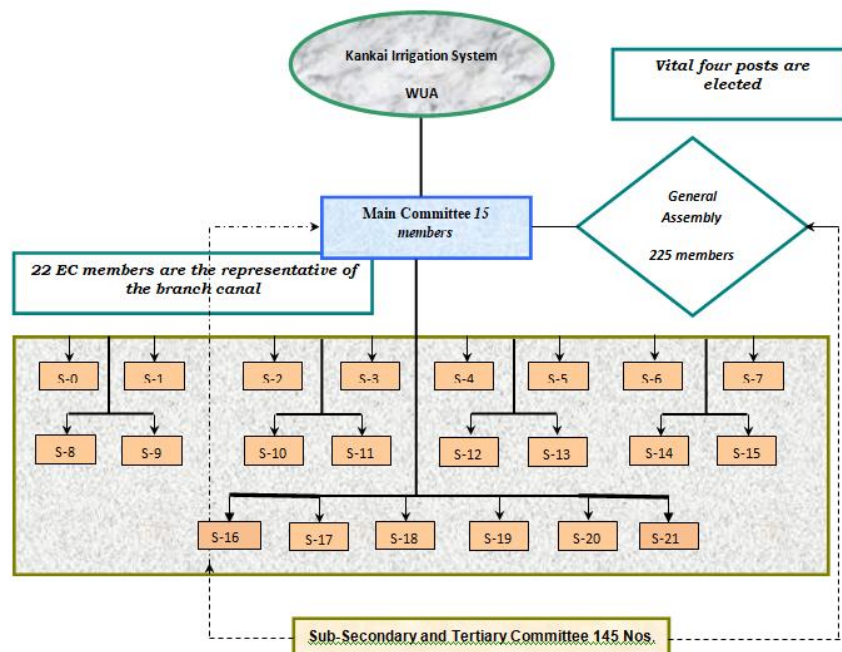 Kankai Irrigation System
WUA
Vital four posts are
elected
Main Committee 15
members
General
Assembly
225 members
22 EC members are the representative of
the branch canal
S-0
S-1
S-2
S-3
S-4
S-5
S-6
S-7
S-8
S-9
S-10
S-11
S-12
S-13
S-14
S-15
S-16
S-17
S-18
S-19
S-20
S-21
Sub-Secondary and Tertiary Committee 145 Nos.